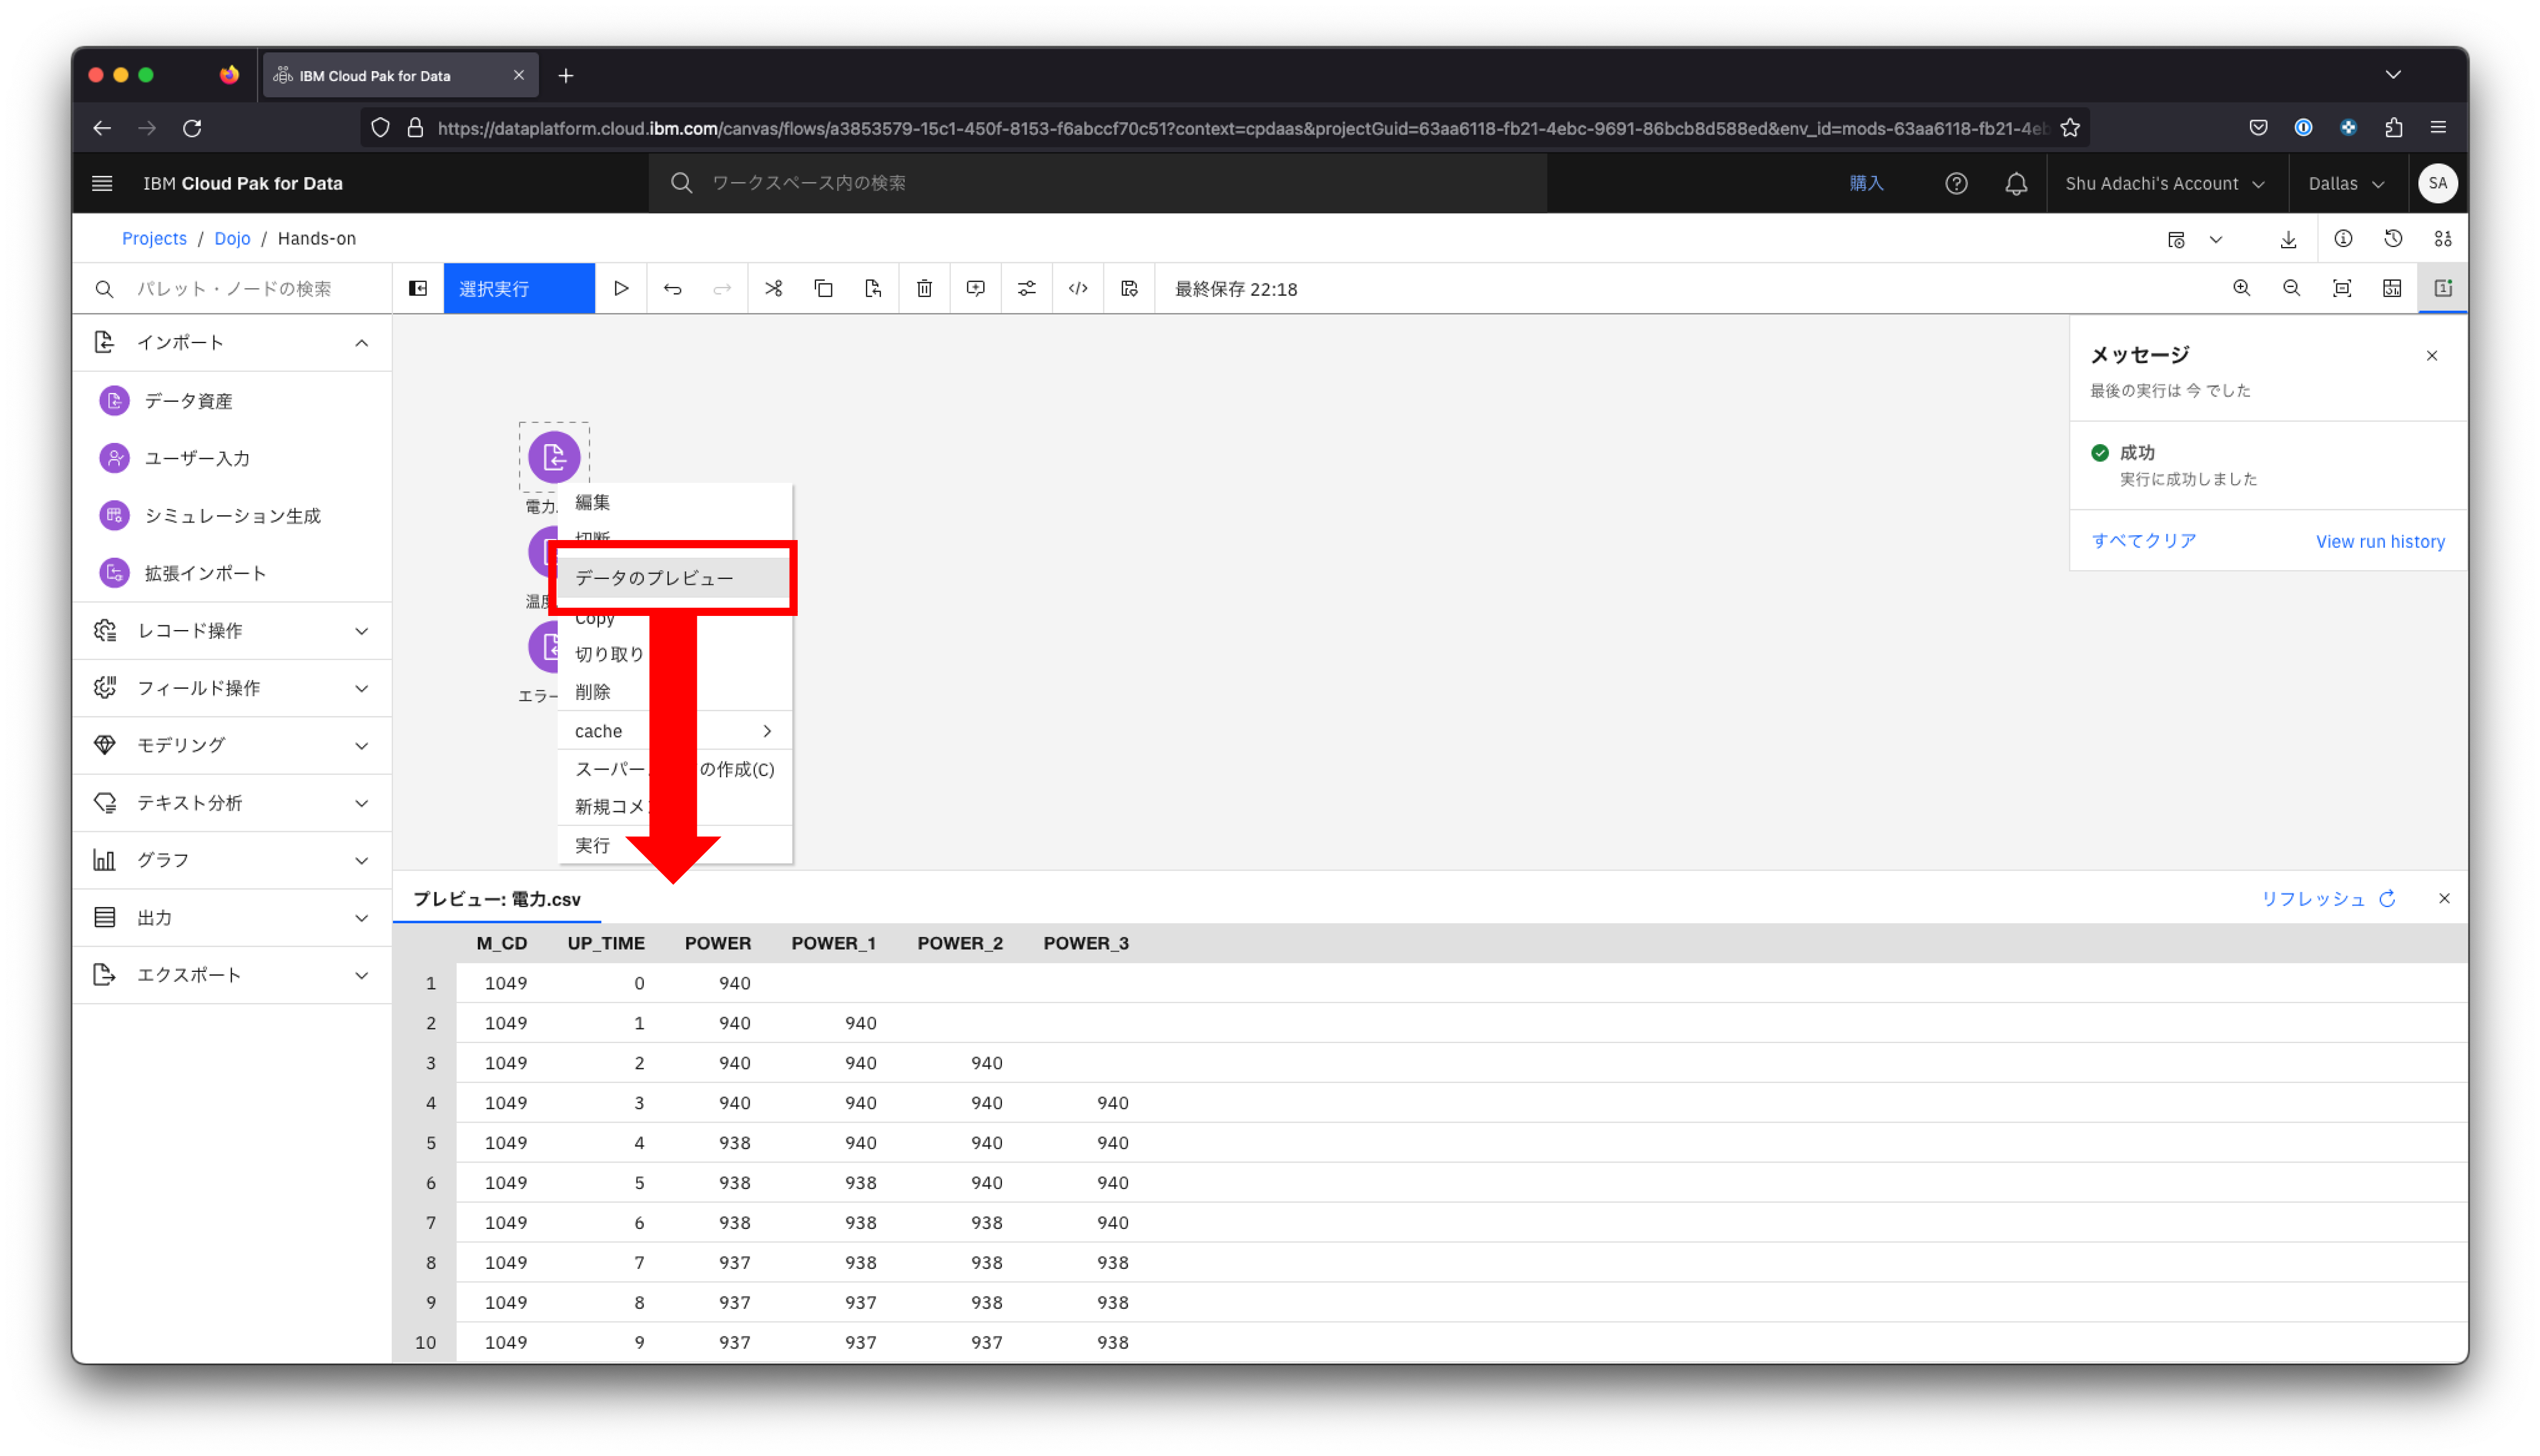 IBM Cloud Pak for Data
https://dataplatform.cloud.ibm.com/canvas/flows/a3853579-15c1-450f-8153-f6abccf70c51?context=cpdaas&projectGuid=63aa6118-fb21-4ebc-9691-86bcb8d588ed&env_id=mods-63aa6118-fb21-4eb
IBM Cloud Pak for Data
ワークスペース内の検索
購入
Shu Adachi's Account
Dallas
SA
Projects / Dojo / Hands-on
パレット・ノードの検索
選択実行
最終保存 22:18
インポート
データ資産
ユーザー入力
シミュレーション生成
拡張インポート
レコード操作
フィールド操作
モデリング
テキスト分析
グラフ
出力
エクスポート
電力.
温度
エラー
編集
切断
データのプレビュー
Copy
切り取り
削除
cache
スーパー の作成(C)
新規コメ
実行
メッセージ
最後の実行は 今 でした
成功
実行に成功しました
すべてクリア
View run history
プレビュー: 電力.csv
リフレッシュ
M_CD UP_TIME POWER POWER_1 POWER_2 POWER_3
1 1049 0 940
2 1049 1 940 940
3 1049 2 940 940 940
4 1049 3 940 940 940 940
5 1049 4 938 940 940 940
6 1049 5 938 938 940 940
7 1049 6 938 938 938 940
8 1049 7 937 938 938 938
9 1049 8 937 937 938 938
10 1049 9 937 937 937 938